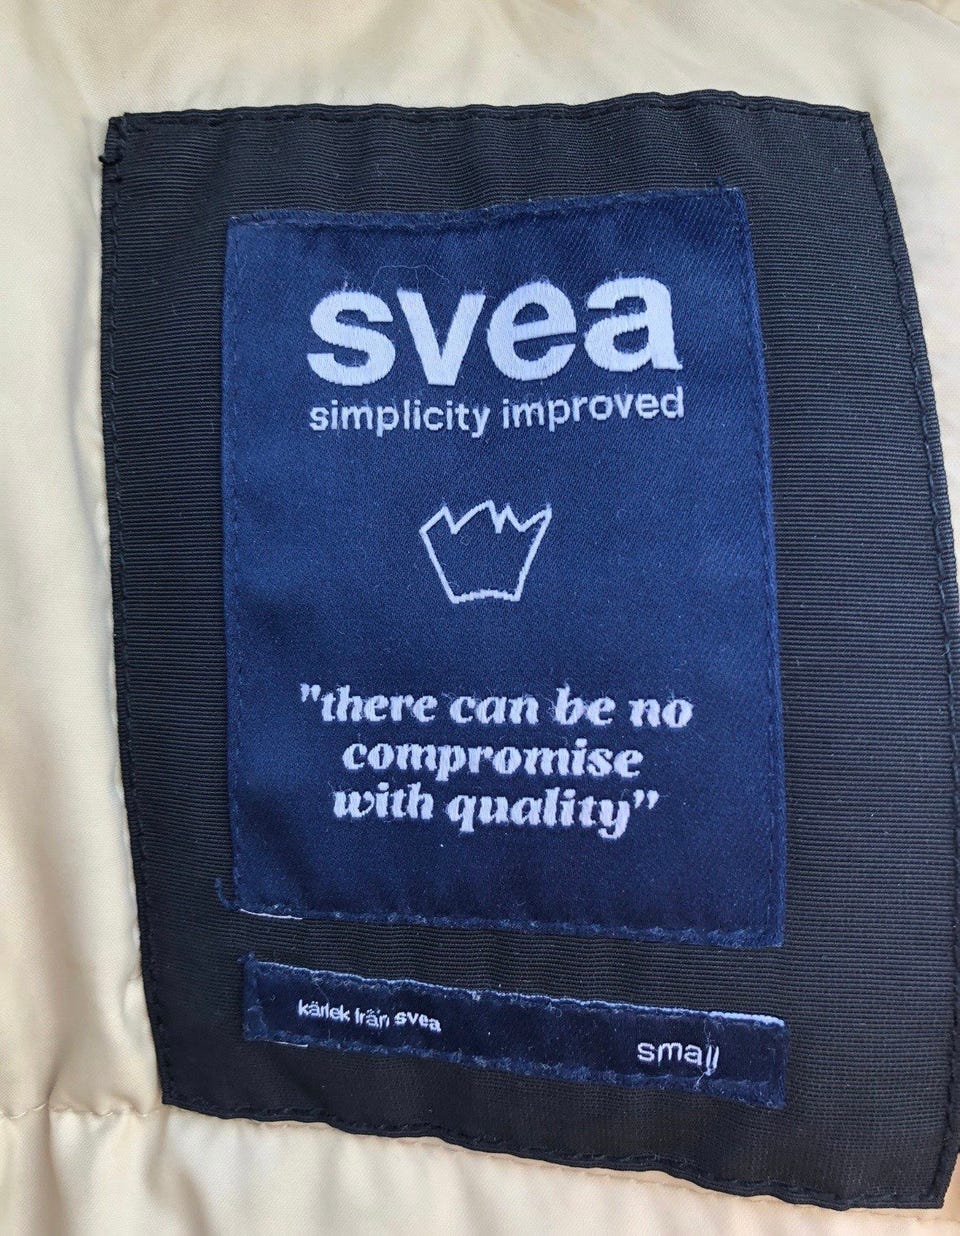 svea
simplicity improved
"there can be no
compromise
with quality”
kärlek från svea
small